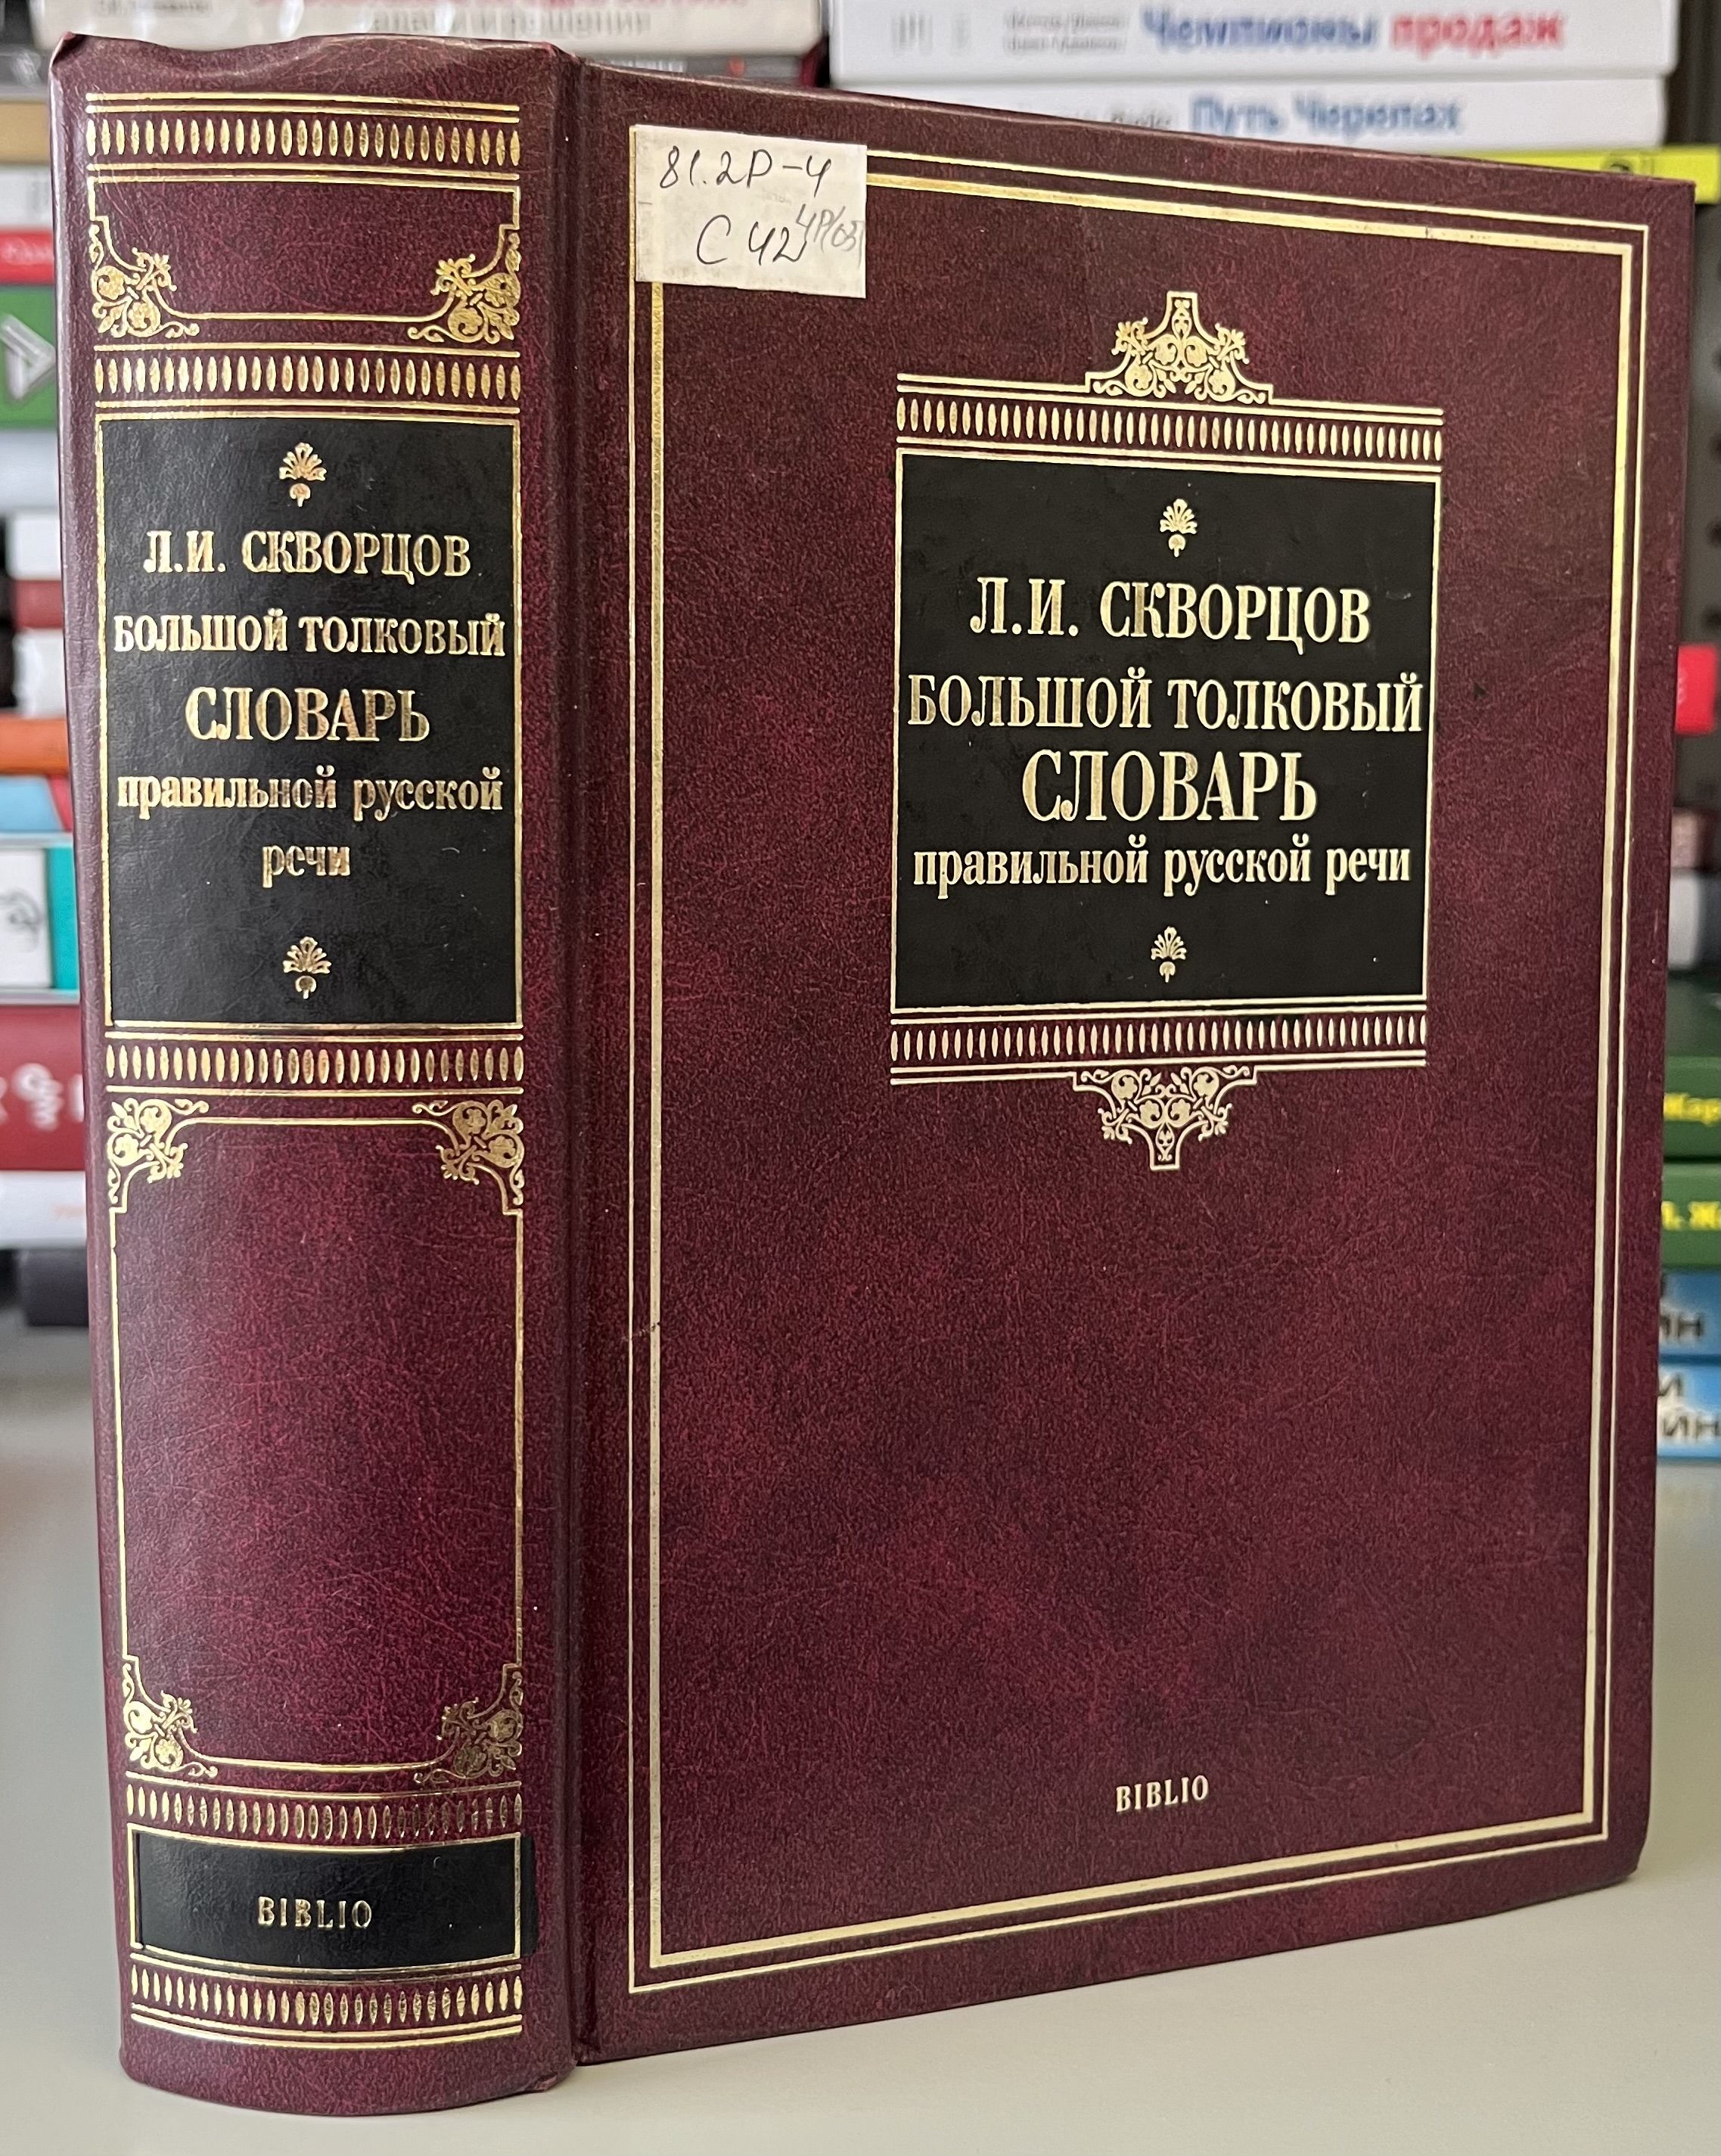 Чемпионы продаж
Путь Черепах
81.2Р-4
С 42
Л.И. СКВОРЦОВ
БОЛЬШОЙ ТОЛКОВЫЙ
СЛОВАРЬ
правильной русской
речи
BIBLIO
Л.И. СКВОРЦОВ
БОЛЬШОЙ ТОЛКОВЫЙ
СЛОВАРЬ
правильной русской речи
BIBLIO